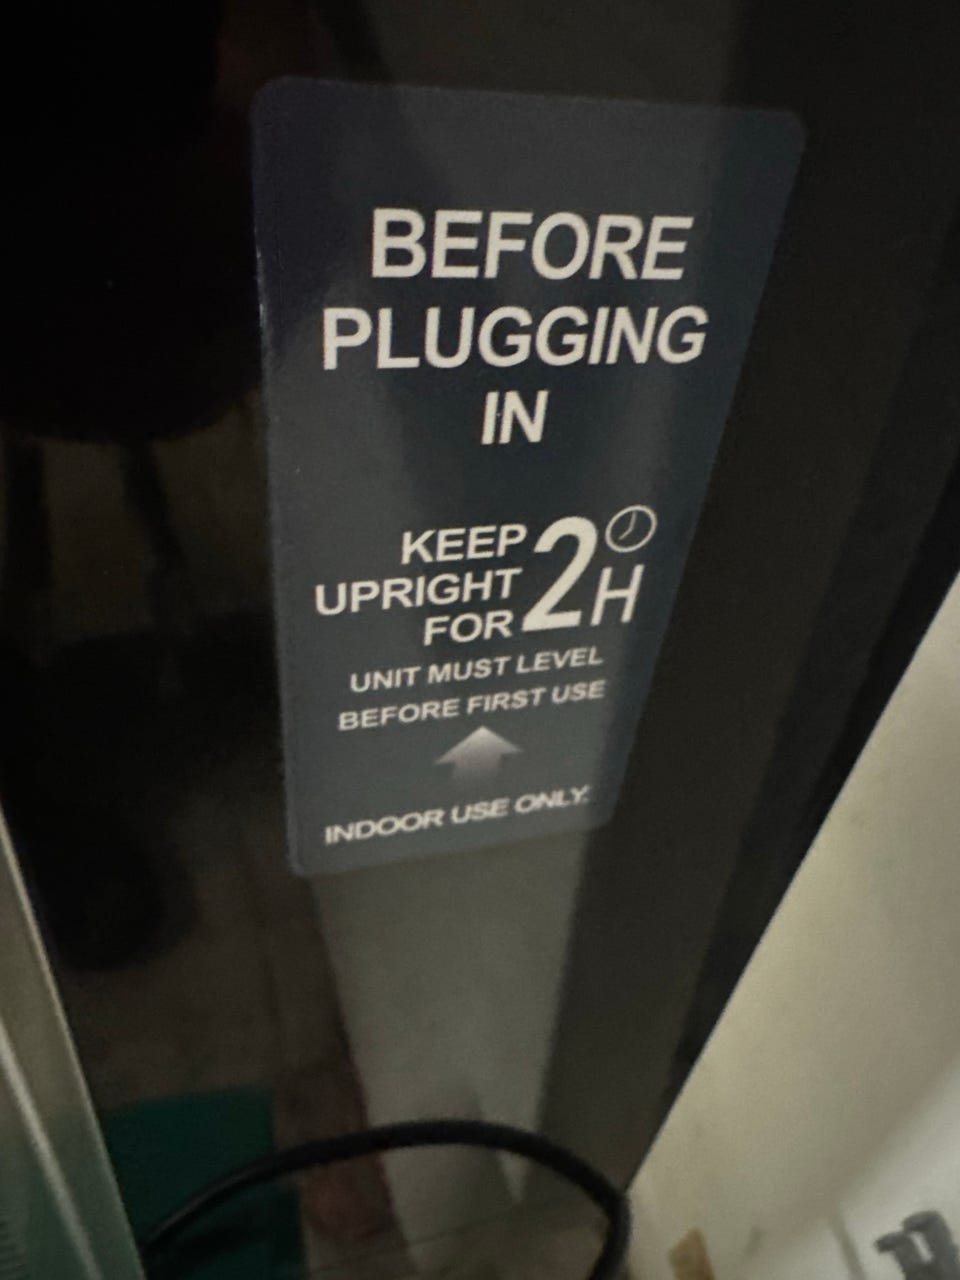 BEFORE
PLUGGING
IN
KEEP
UPRIGHT
FOR
2H
UNIT MUST LEVEL
BEFORE FIRST USE
INDOOR USE ONLY.